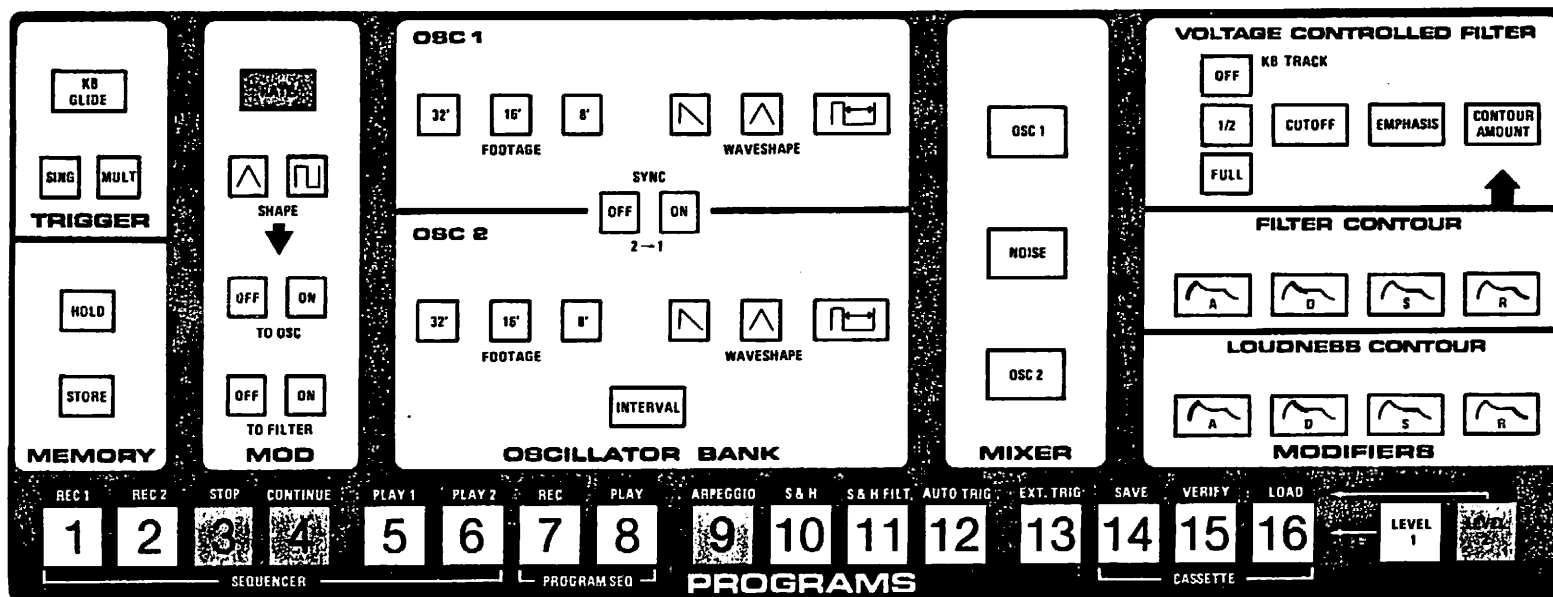 KB
GLIDE
SING MULT
TRIGGER
HOLD
STORE
MEMORY
RATE
SHAPE
OFF ON
TO OSC
OFF ON
TO FILTER
MOD
OSC 1
32' 16' 8'
FOOTAGE WAVESHAPE
SYNC
OFF ON
2→1
OSC 2
32' 16' 8'
FOOTAGE WAVESHAPE
INTERVAL
OSCILLATOR BANK
OSC 1
NOISE
OSC 2
MIXER
VOLTAGE CONTROLLED FILTER
KB TRACK
OFF
1/2
FULL
CUTOFF
EMPHASIS
CONTOUR
AMOUNT
FILTER CONTOUR
A D S R
LOUDNESS CONTOUR
A D S R
MODIFIERS
REC 1 REC 2 STOP CONTINUE PLAY 1 PLAY 2 REC PLAY ARPEGGIO S & H S & H FILT. AUTO TRIG EXT. TRIG SAVE VERIFY LOAD
1 2 3 4 5 6 7 8 9 10 11 12 13 14 15 16
LEVEL
1
LEVEL
SEQUENCER PROGRAM SEQ PROGRAMS CASSETTE